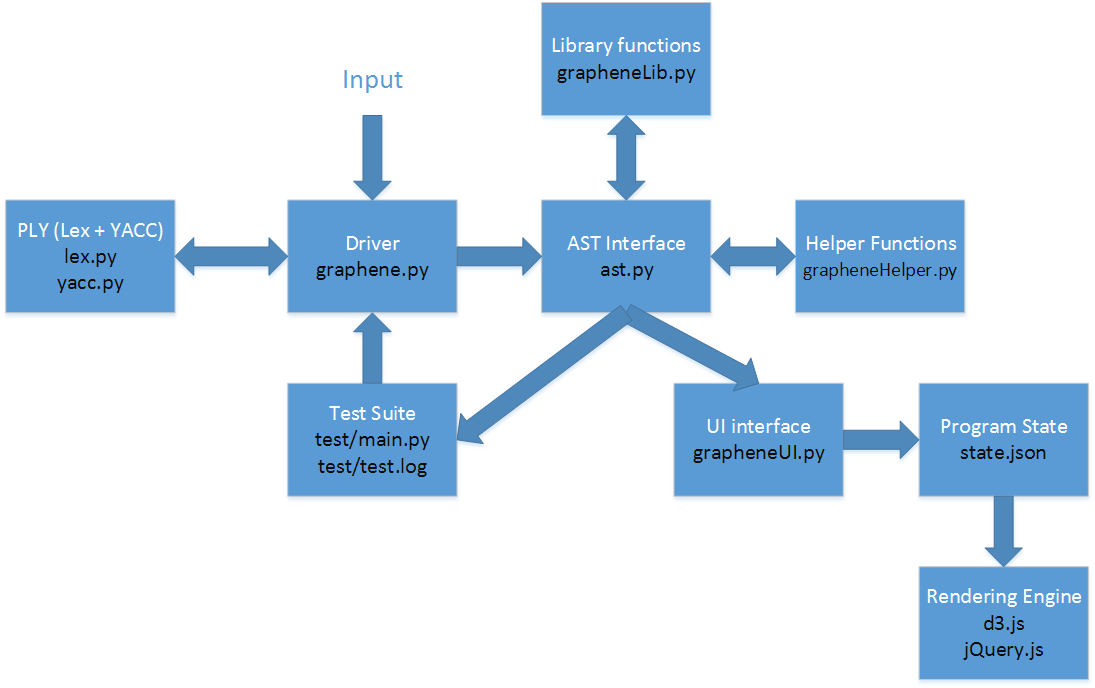 Library functions
grapheneLib.py
Input
PLY (Lex + YACC)
lex.py
yacc.py
Driver
graphene.py
AST Interface
ast.py
Helper Functions
grapheneHelper.py
Test Suite
test/main.py
test/test.log
UI interface
grapheneUI.py
Program State
state.json
Rendering Engine
d3.js
jQuery.js